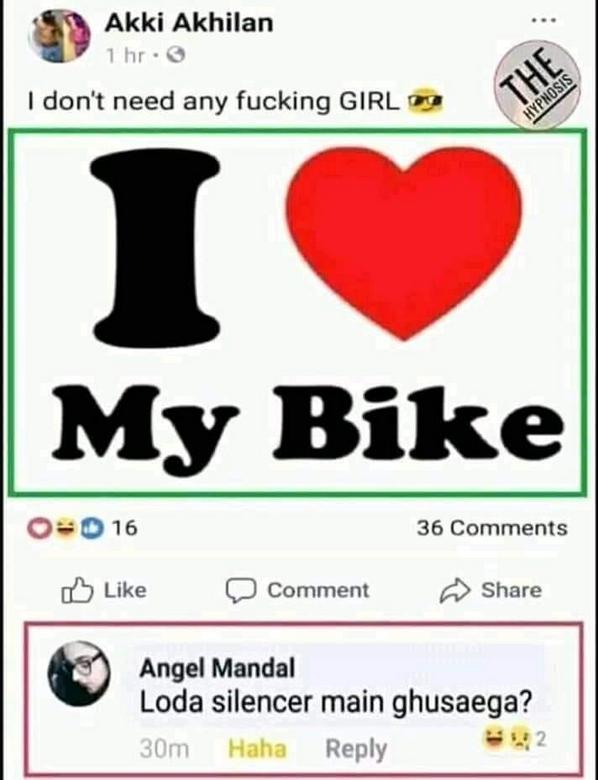 Akki Akhilan
1 hr
I don't need any fucking GIRL 😎
THE
HYPNOSIS
I ❤
My Bike
16 36 Comments
Like Comment Share
Angel Mandal
Loda silencer main ghusaega?
30m Haha Reply 2